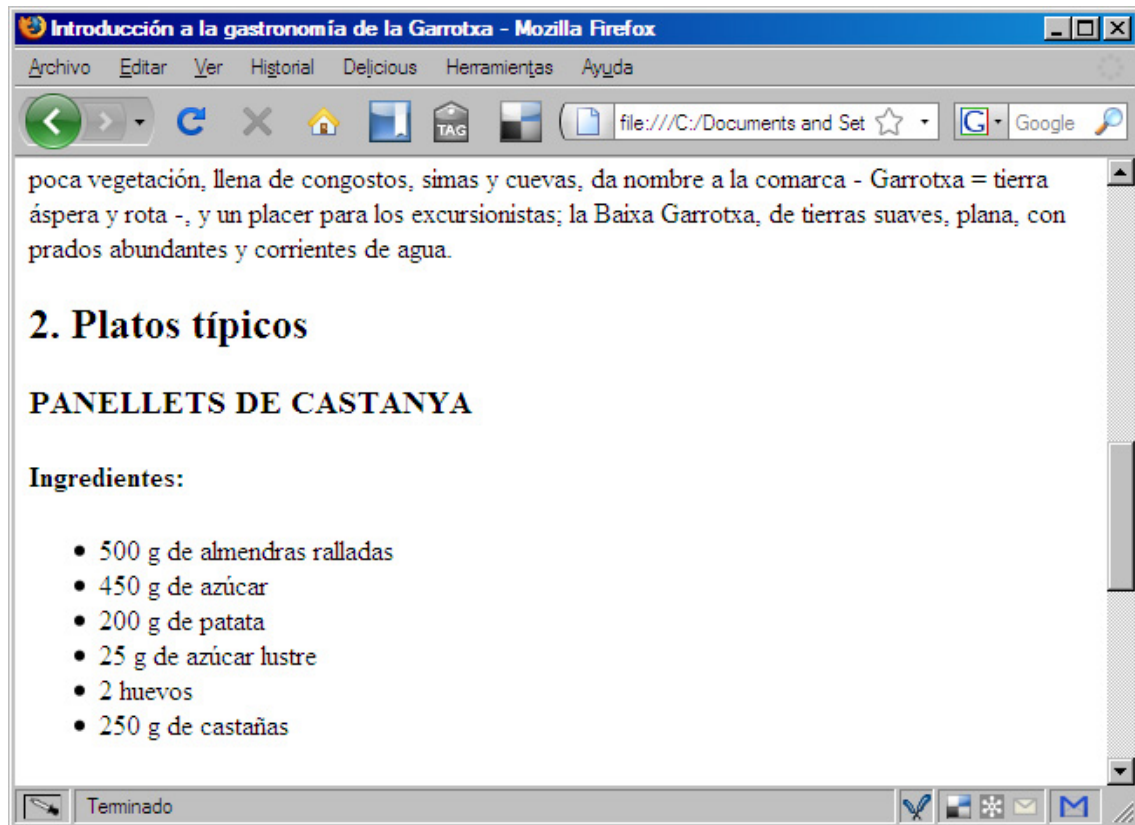 Introducción a la gastronomía de la Garrotxa - Mozilla Firefox
Archivo Editar Ver Historial Delicious Herramientas Ayuda
TAG file:///C:/Documents and Set G Google
poca vegetación, llena de congostos, simas y cuevas, da nombre a la comarca - Garrotxa = tierra
áspera y rota -, y un placer para los excursionistas; la Baixa Garrotxa, de tierras suaves, plana, con
prados abundantes y corrientes de agua.
2. Platos típicos
PANELLETS DE CASTANYA
Ingredientes:
• 500 g de almendras ralladas
• 450 g de azúcar
• 200 g de patata
• 25 g de azúcar lustre
• 2 huevos
• 250 g de castañas
Terminado